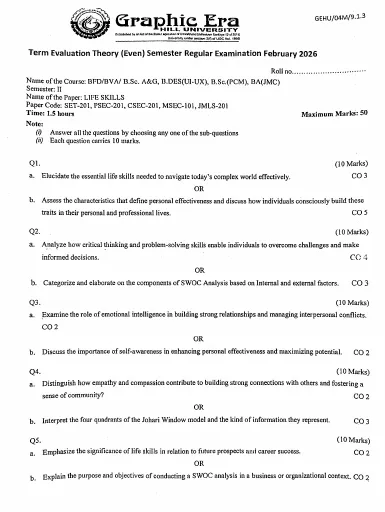 GEHU/04M/9.1.3
Graphic Era
HILL UNIVERSITY
Term Evaluation Theory (Even) Semester Regular Examination February 2026
Roll no..............................
Name of the Course: BFD/BVA/ B.Sc. A&G, B.DES(UI-UX), B.Sc.(PCM), BA(JMC)
Semester: II
Name of the Paper: LIFE SKILLS
Paper Code: SET-201, FSEC-201, CSEC-201, MSEC-101, JMLS-201
Time: 1.5 hours Maximum Marks: 50
Note:
(i) Answer all the questions by choosing any one of the sub-questions
(ii) Each question carries 10 marks.
Q1. (10 Marks)
a. Elucidate the essential life skills needed to navigate today's complex world effectively. CO 3
OR
b. Assess the characteristics that define personal effectiveness and discuss how individuals consciously build these
traits in their personal and professional lives. CO 5
Q2. (10 Marks)
a. Analyze how critical thinking and problem-solving skills enable individuals to overcome challenges and make
informed decisions. CO 4
OR
b. Categorize and elaborate on the components of SWOC Analysis based on Internal and external factors. CO 3
Q3. (10 Marks)
a. Examine the role of emotional intelligence in building strong relationships and managing interpersonal conflicts.
CO 2
OR
b. Discuss the importance of self-awareness in enhancing personal effectiveness and maximizing potential. CO 2
Q4. (10 Marks)
a. Distinguish how empathy and compassion contribute to building strong connections with others and fostering a
sense of community? CO 2
OR
b. Interpret the four quadrants of the Johari Window model and the kind of information they represent. CO 3
Q5. (10 Marks)
a. Emphasize the significance of life skills in relation to future prospects and career success. CO 2
OR
b. Explain the purpose and objectives of conducting a SWOC analysis in a business or organizational context. CO 2